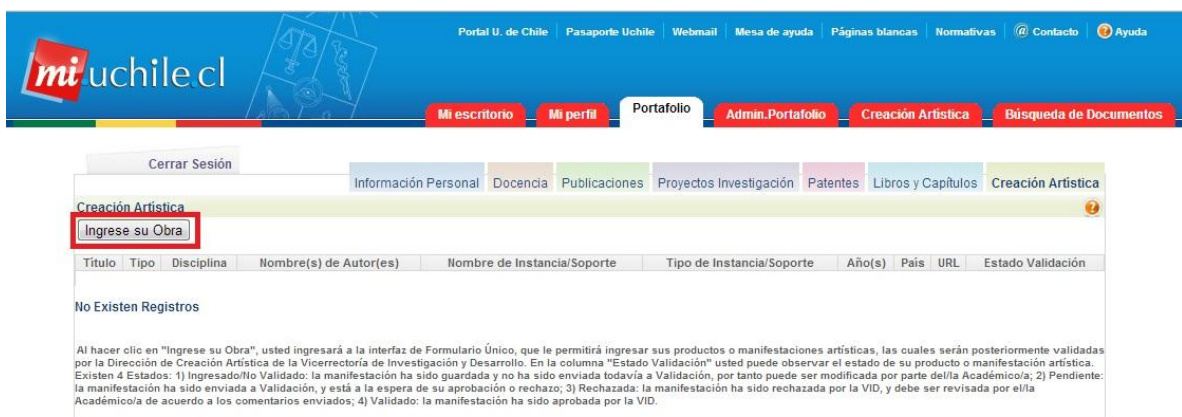 Portal U. de Chile Pasaporte Uchile Webmail Mesa de ayuda Páginas blancas Normativas @ Contacto ? Ayuda
mi uchile.cl
Mi escritorio Mi perfil Portafolio Admin.Portafolio Creación Artística Búsqueda de Documentos
Cerrar Sesión
Información Personal Docencia Publicaciones Proyectos Investigación Patentes Libros y Capítulos Creación Artística
Creación Artística ?
Ingrese su Obra
Título Tipo Disciplina Nombre(s) de Autor(es) Nombre de Instancia/Soporte Tipo de Instancia/Soporte Año(s) País URL Estado Validación
No Existen Registros
Al hacer clic en "Ingrese su Obra", usted ingresará a la interfaz de Formulario Único, que le permitirá ingresar sus productos o manifestaciones artísticas, las cuales serán posteriormente validadas
por la Dirección de Creación Artística de la Vicerrectoría de Investigación y Desarrollo. En la columna "Estado Validación" usted puede observar el estado de su producto o manifestación artística.
Existen 4 Estados: 1) Ingresado/No Validado: la manifestación ha sido guardada y no ha sido enviada todavía a Validación, por tanto puede ser modificada por parte del/la Académico/a; 2) Pendiente:
la manifestación ha sido enviada a Validación, y está a la espera de su aprobación o rechazo; 3) Rechazada: la manifestación ha sido rechazada por la VID, y debe ser revisada por el/la
Académico/a de acuerdo a los comentarios enviados; 4) Validado: la manifestación ha sido aprobada por la VID.